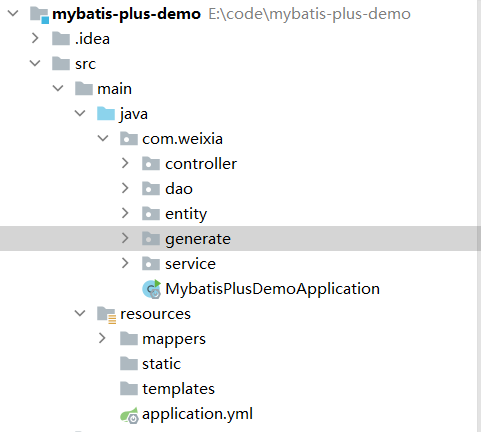 mybatis-plus-demo E:\code\mybatis-plus-demo
.idea
src
main
java
com.weixia
controller
dao
entity
generate
service
MybatisPlusDemoApplication
resources
mappers
static
templates
application.yml